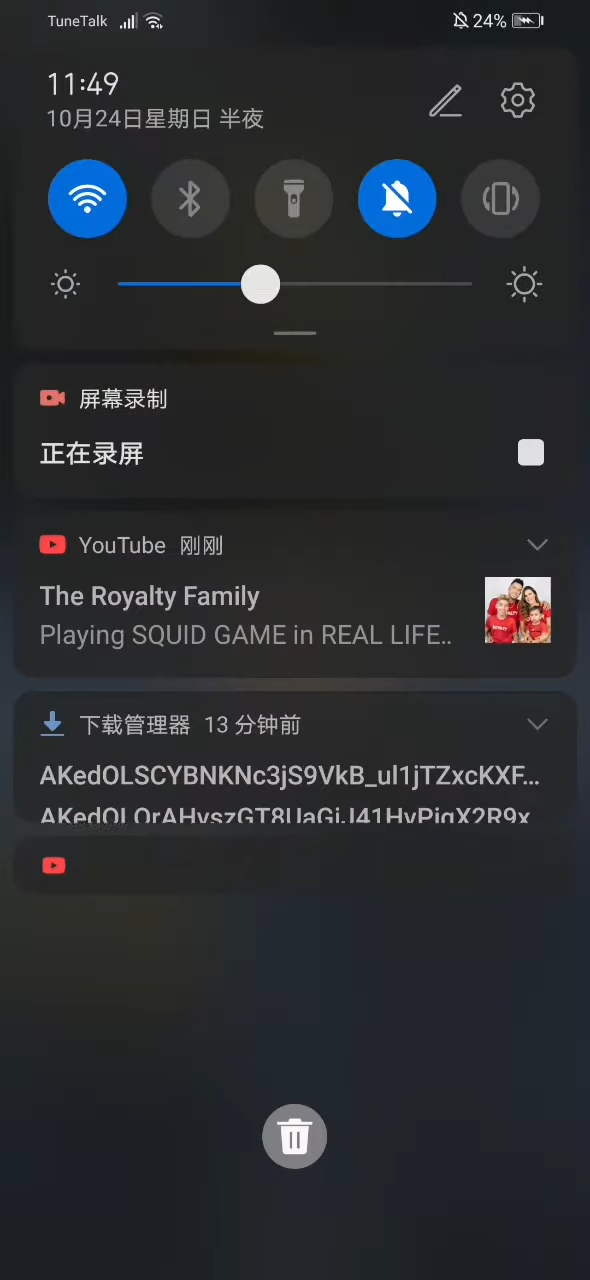 TuneTalk 24%
11:49
10月24日星期日 半夜
屏幕录制
正在录屏
YouTube 刚刚
The Royalty Family
Playing SQUID GAME in REAL LIFE..
下载管理器 13 分钟前
AKedOLSCYBNKNc3jS9VkB_ul1jTZxcKXF...